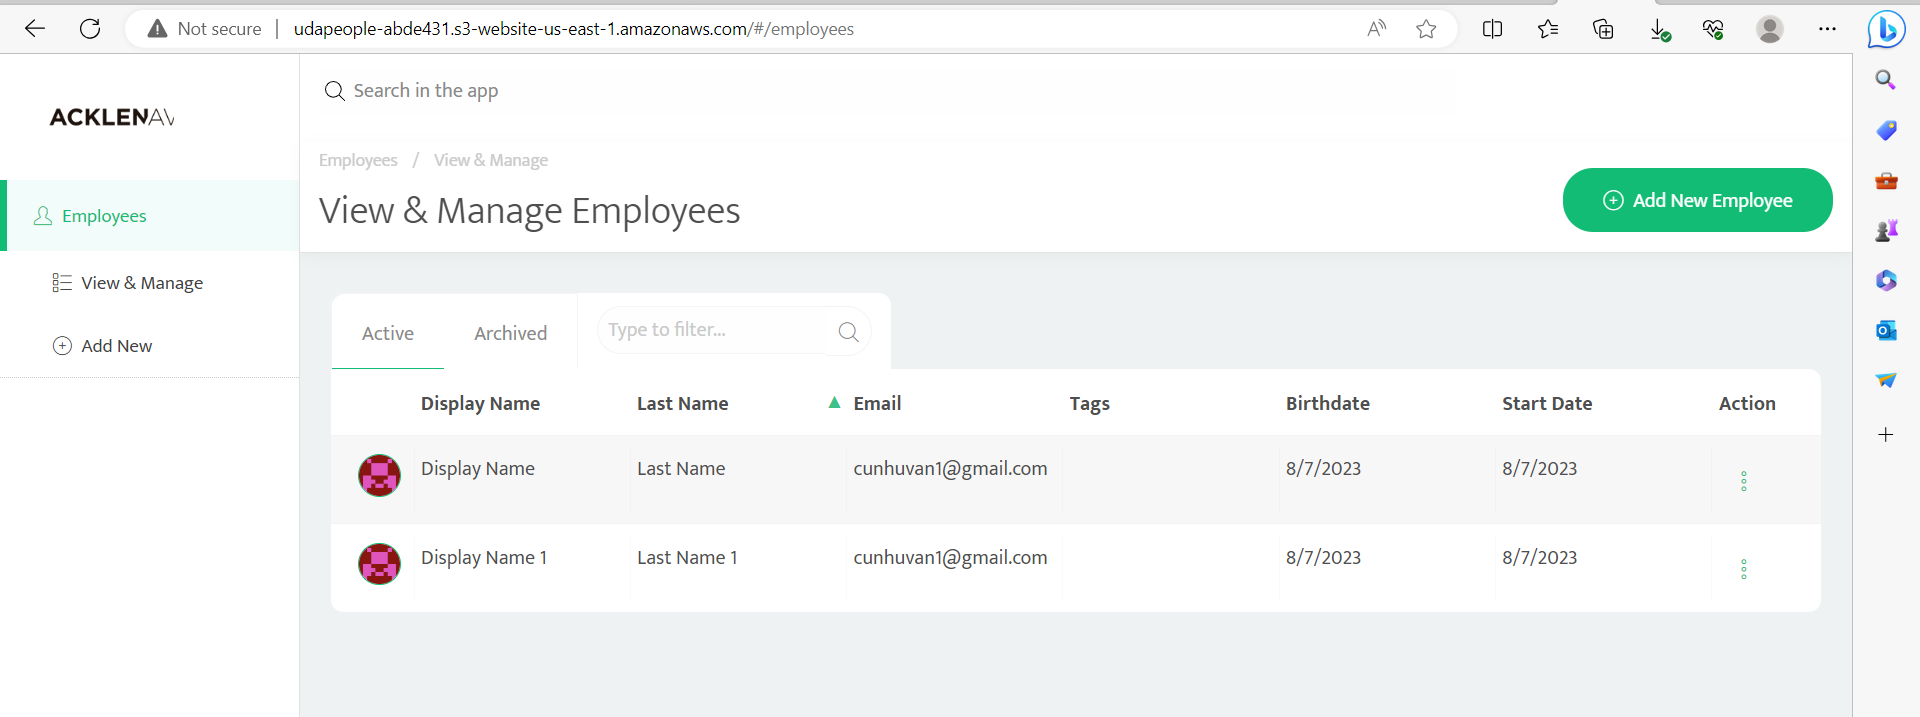 Not secure | udapeople-abde431.s3-website-us-east-1.amazonaws.com/#/employees
ACKLENAV
Search in the app
Employees / View & Manage
View & Manage Employees
Add New Employee
Employees
View & Manage
Add New
Active Archived Type to filter...
Display Name Last Name Email Tags Birthdate Start Date Action
Display Name Last Name cunhuvan1@gmail.com 8/7/2023 8/7/2023
Display Name 1 Last Name 1 cunhuvan1@gmail.com 8/7/2023 8/7/2023